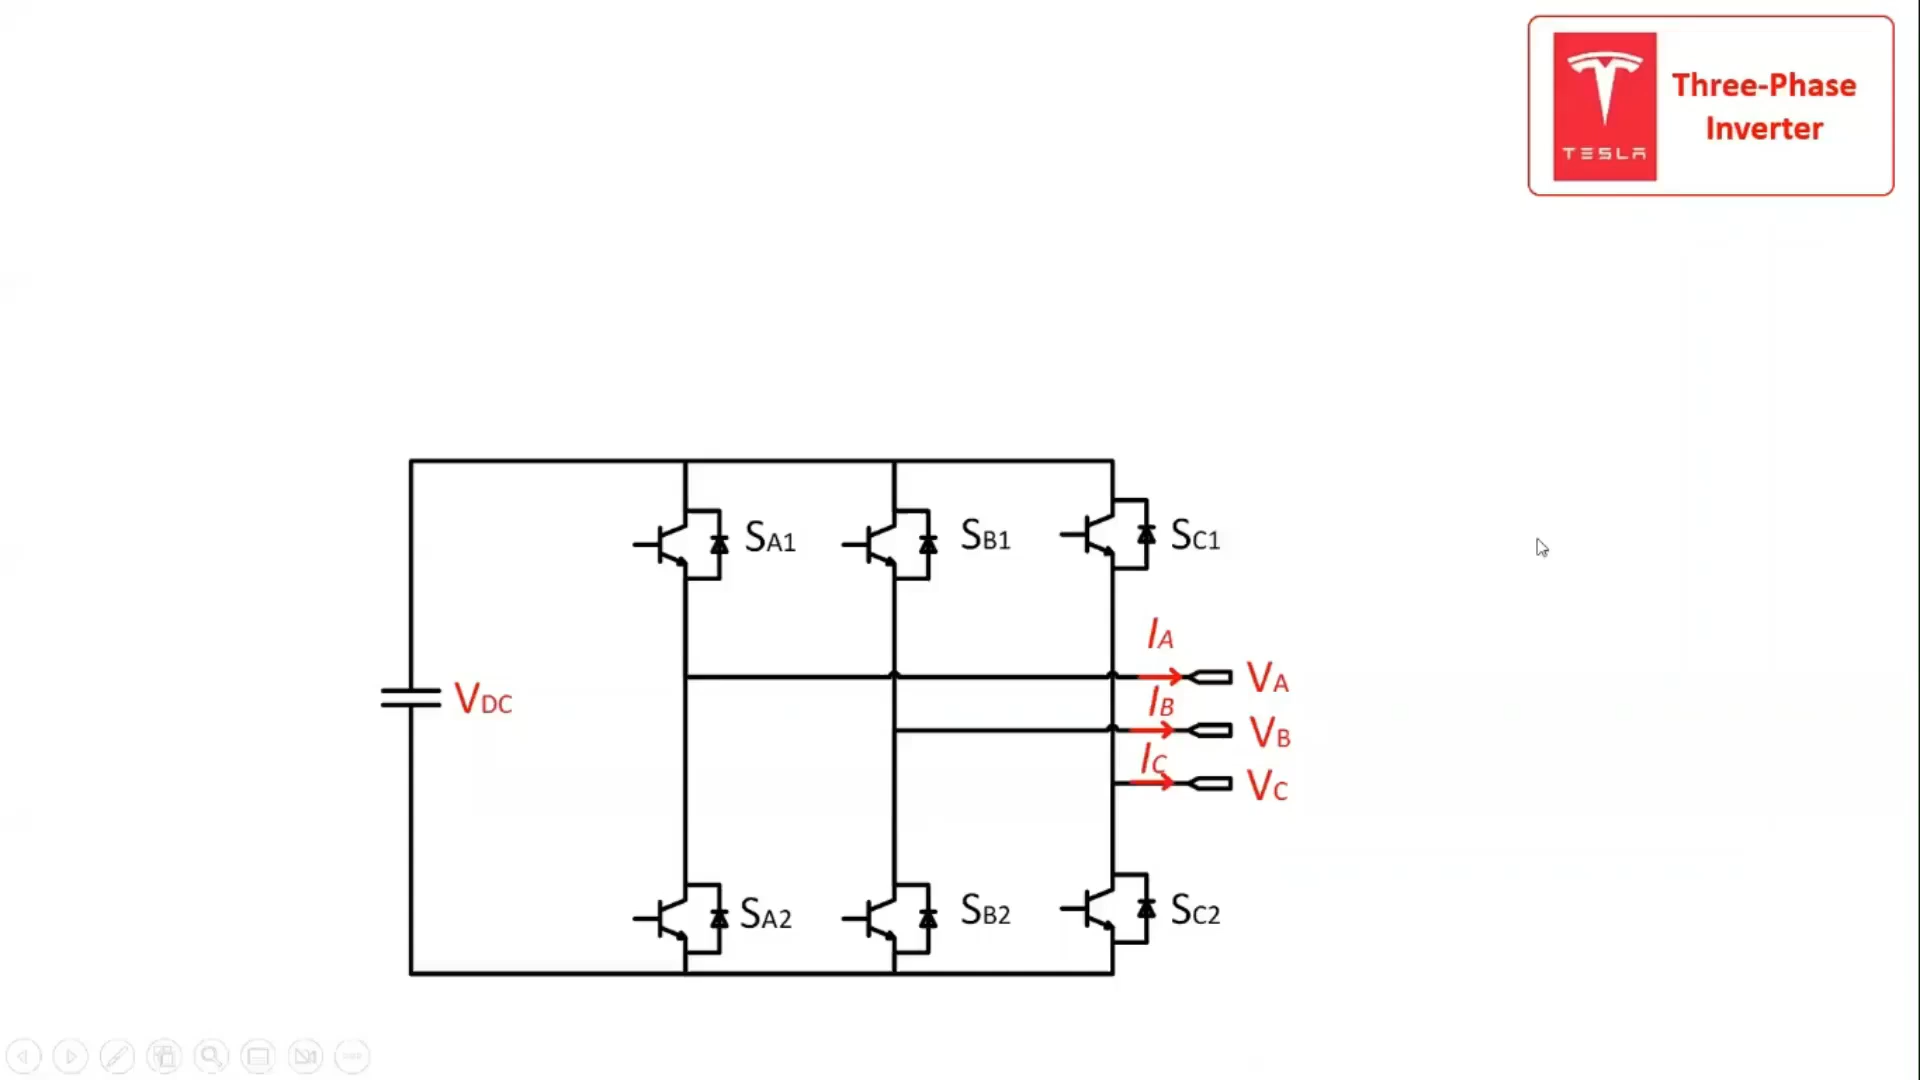 Three-Phase
Inverter
TESLA
SA1
SB1
SC1
IA
VA
VDC
IB
VB
IC
VC
SA2
SB2
SC2